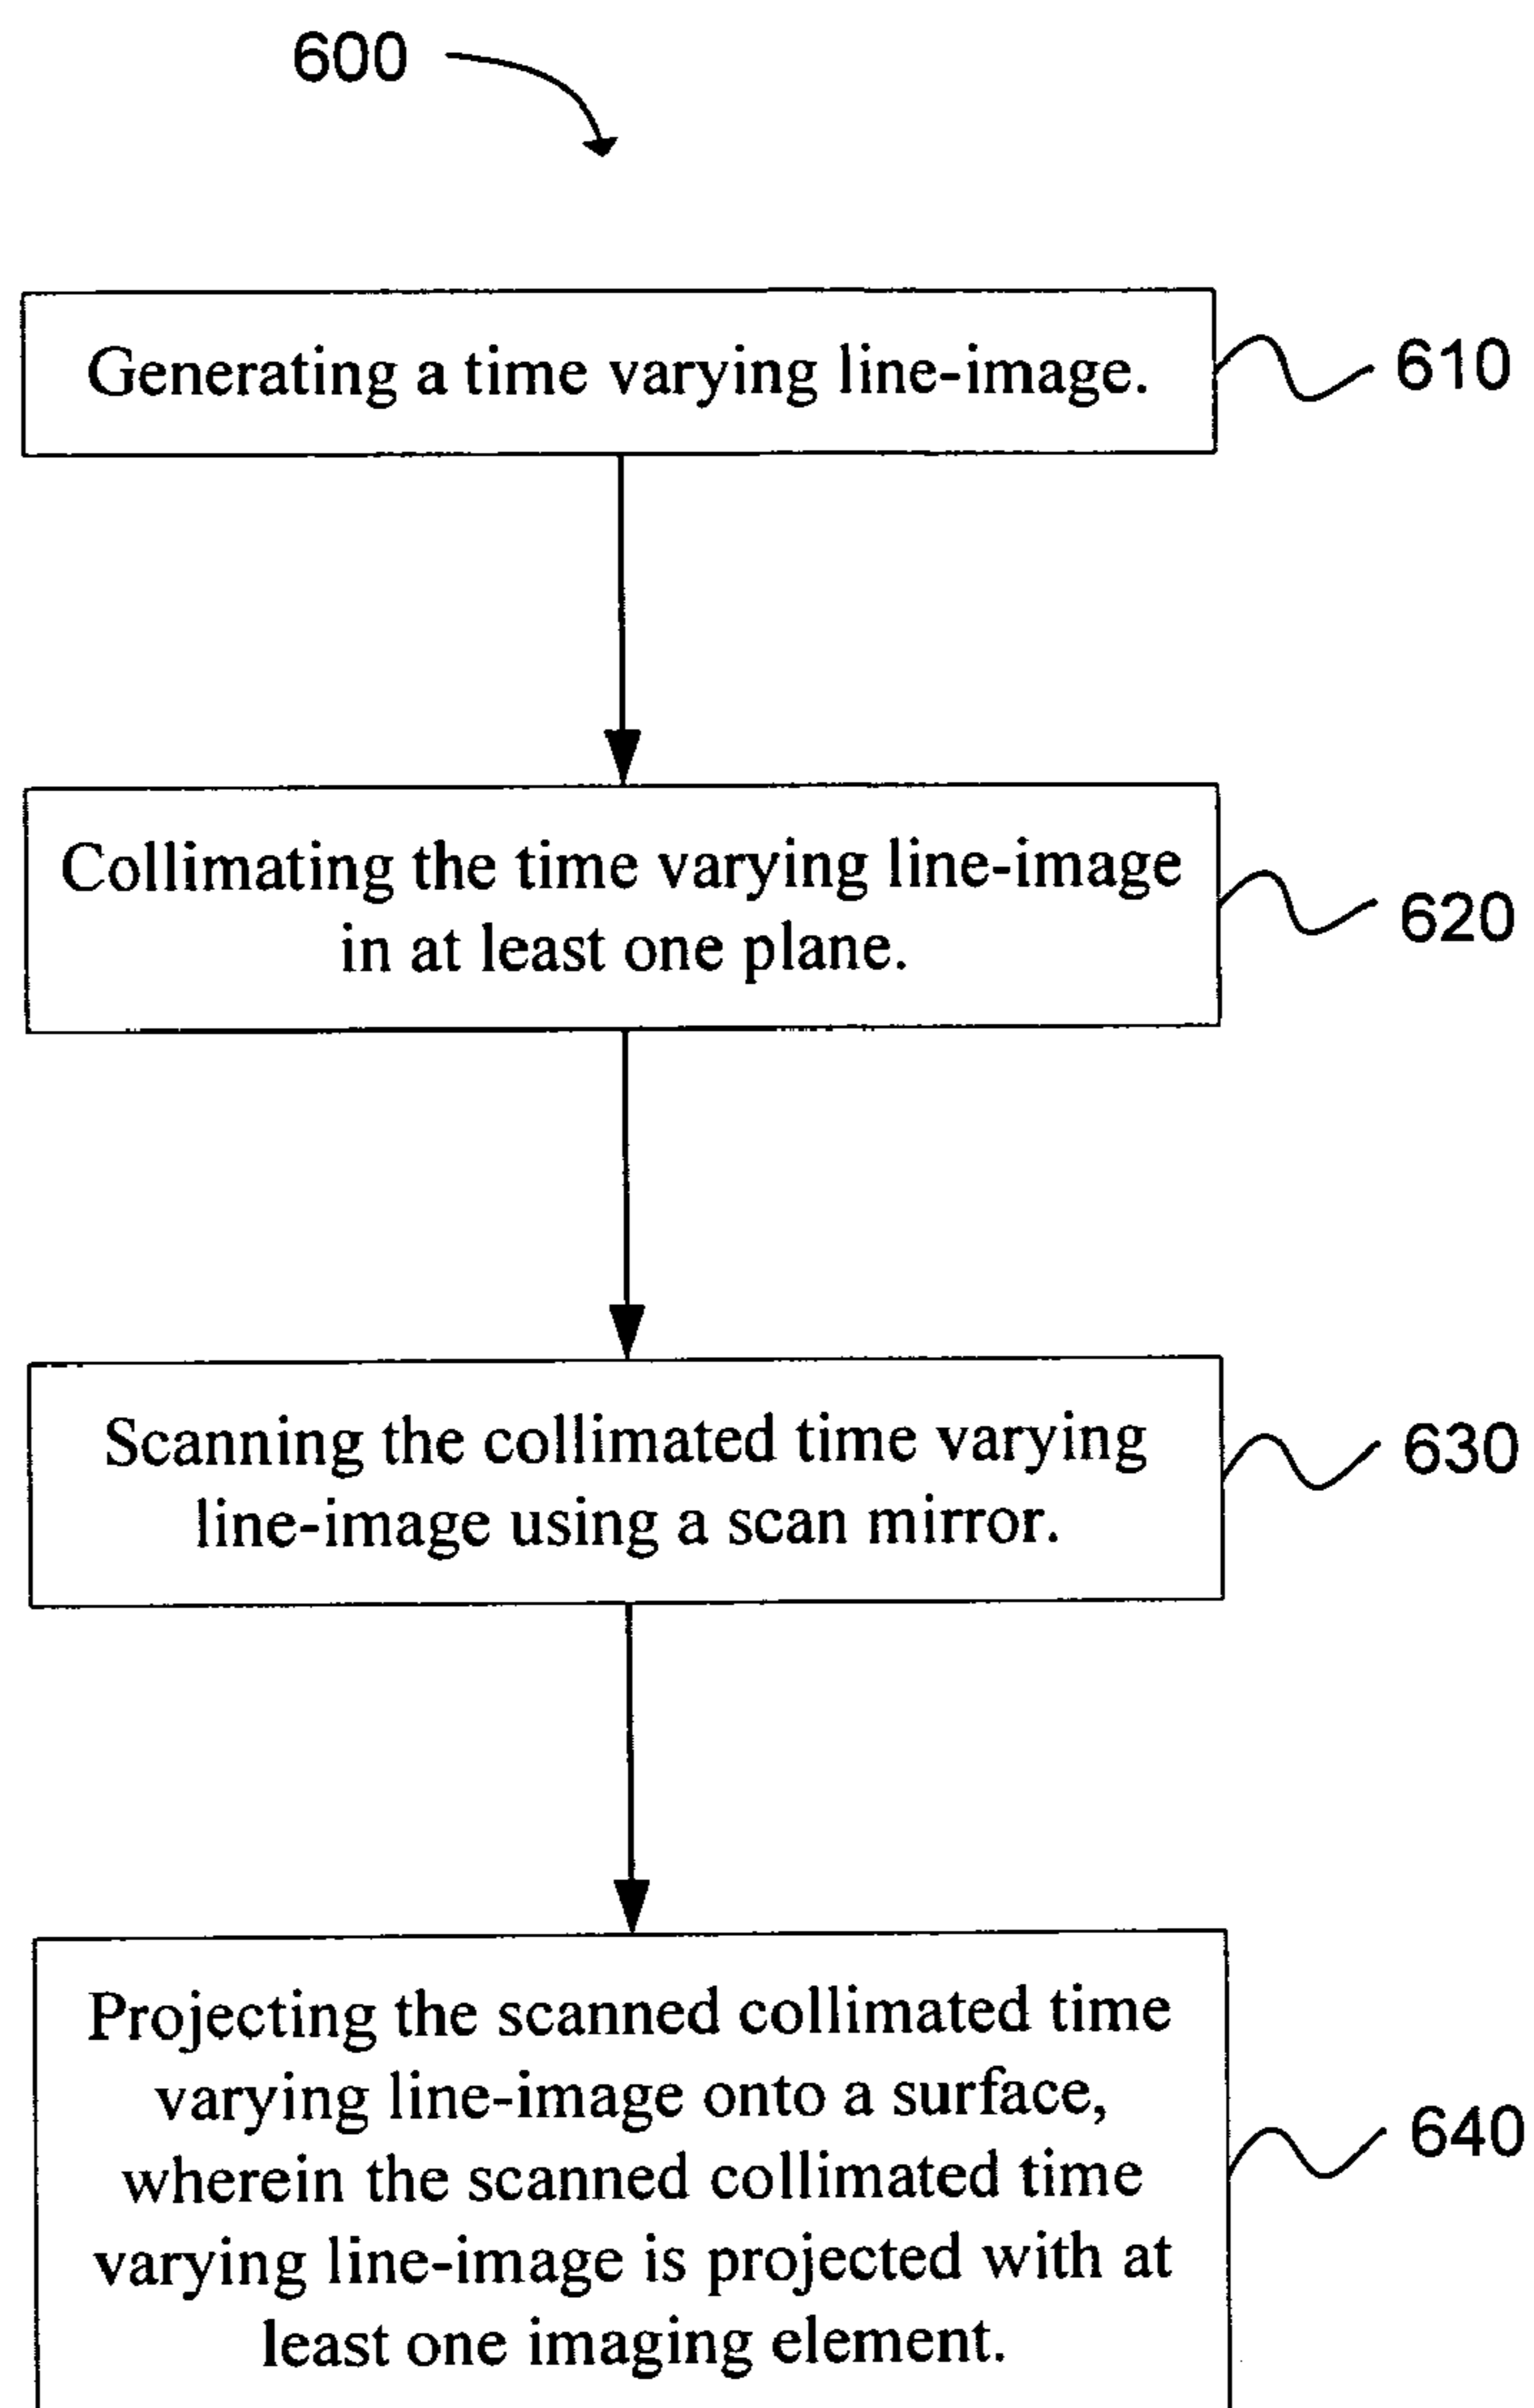 600
Generating a time varying line-image.
610
Collimating the time varying line-image
in at least one plane.
620
Scanning the collimated time varying
line-image using a scan mirror.
630
Projecting the scanned collimated time
varying line-image onto a surface,
wherein the scanned collimated time
varying line-image is projected with at
least one imaging element.
640